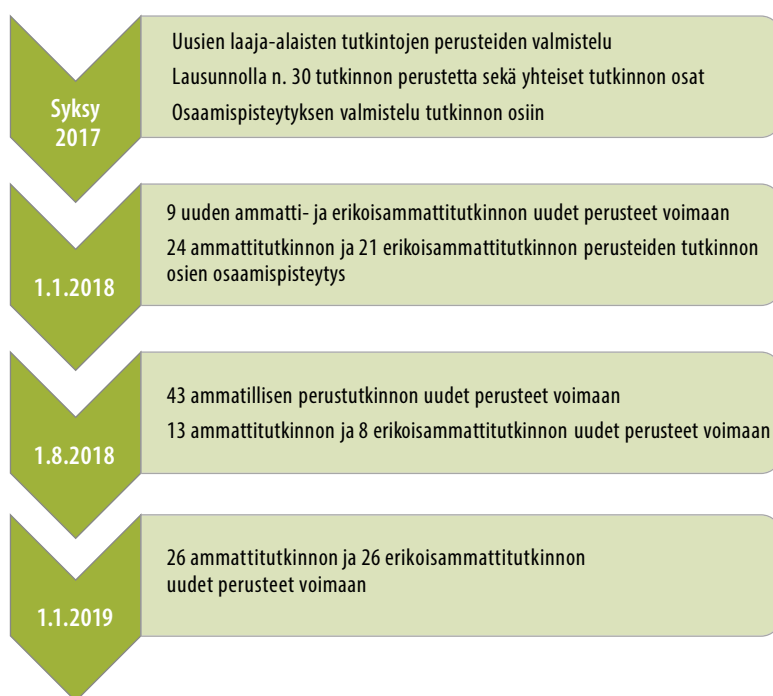 Syksy
2017
Uusien laaja-alaisten tutkintojen perusteiden valmistelu
Lausunnolla n. 30 tutkinnon perustetta sekä yhteiset tutkinnon osat
Osaamispisteytyksen valmistelu tutkinnon osiin
1.1.2018
9 uuden ammatti- ja erikoisammattitutkinnon uudet perusteet voimaan
24 ammattitutkinnon ja 21 erikoisammattitutkinnon perusteiden tutkinnon
osien osaamispisteytys
1.8.2018
43 ammatillisen perustutkinnon uudet perusteet voimaan
13 ammattitutkinnon ja 8 erikoisammattitutkinnon uudet perusteet voimaan
1.1.2019
26 ammattitutkinnon ja 26 erikoisammattitutkinnon
uudet perusteet voimaan